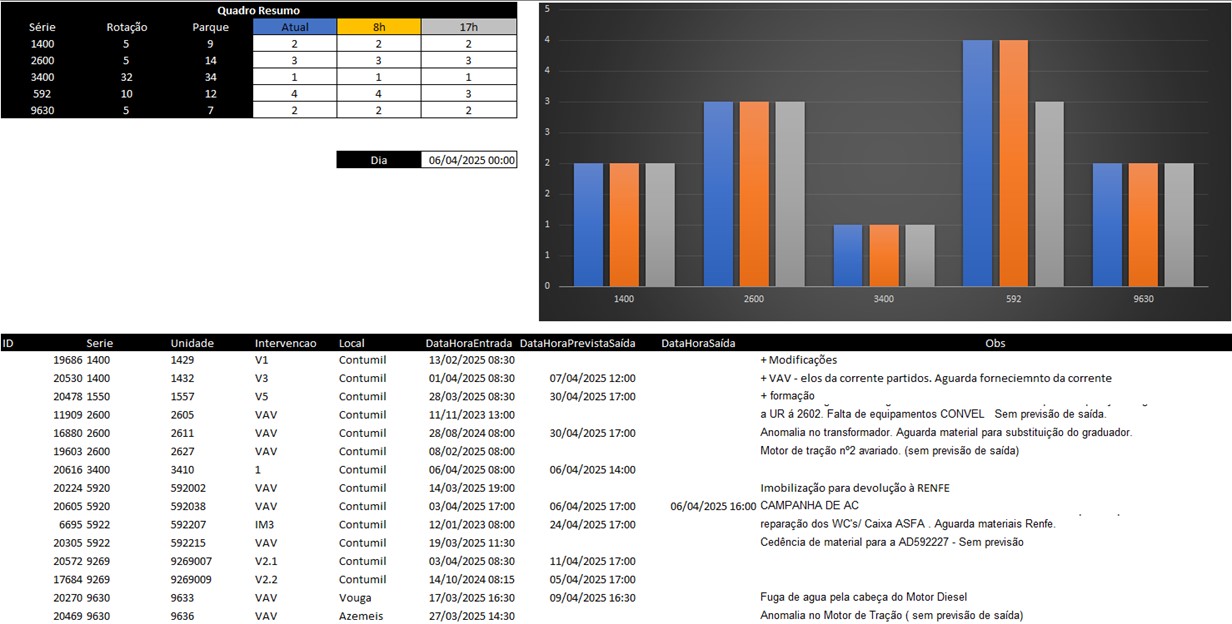 Quadro Resumo
Série Rotação Parque Atual 8h 17h
1400 5 9 2 2 2
2600 5 14 3 3 3
3400 32 34 1 1 1
592 10 12 4 4 3
9630 5 7 2 2 2
Dia 06/04/2025 00:00
5
4
4
3
3
2
2
1
1
0
1400 2600 3400 592 9630
ID Serie Unidade Intervencao Local DataHoraEntrada DataHoraPrevistaSaída DataHoraSaída Obs
19686 1400 1429 V1 Contumil 13/02/2025 08:30 + Modificações
20530 1400 1432 V3 Contumil 01/04/2025 08:30 07/04/2025 12:00 + VAV - elos da corrente partidos. Aguarda forneciemnto da corrente
20478 1550 1557 V5 Contumil 28/03/2025 08:30 30/04/2025 17:00 + formação
11909 2600 2605 VAV Contumil 11/11/2023 13:00 a UR á 2602. Falta de equipamentos CONVEL Sem previsão de saída.
16880 2600 2611 VAV Contumil 28/08/2024 08:00 30/04/2025 17:00 Anomalia no transformador. Aguarda material para substituição do graduador.
19603 2600 2627 VAV Contumil 08/02/2025 08:00 Motor de tração nº2 avariado. (sem previsão de saída)
20616 3400 3410 1 Contumil 06/04/2025 08:00 06/04/2025 14:00
20224 5920 592002 VAV Contumil 14/03/2025 19:00 Imobilização para devolução à RENFE
20605 5920 592038 VAV Contumil 03/04/2025 17:00 06/04/2025 17:00 06/04/2025 16:00 CAMPANHA DE AC
6695 5922 592207 IM3 Contumil 12/01/2023 08:00 24/04/2025 17:00 reparação dos WC's/ Caixa ASFA . Aguarda materiais Renfe.
20305 5922 592215 VAV Contumil 19/03/2025 11:30 Cedência de material para a AD592227 - Sem previsão
20572 9269 9269007 V2.1 Contumil 03/04/2025 08:30 11/04/2025 17:00
17684 9269 9269009 V2.2 Contumil 14/10/2024 08:15 05/04/2025 17:00
20270 9630 9633 VAV Vouga 17/03/2025 16:30 09/04/2025 16:30 Fuga de agua pela cabeça do Motor Diesel
20469 9630 9636 VAV Azemeis 27/03/2025 14:30 Anomalia no Motor de Tração ( sem previsão de saída)